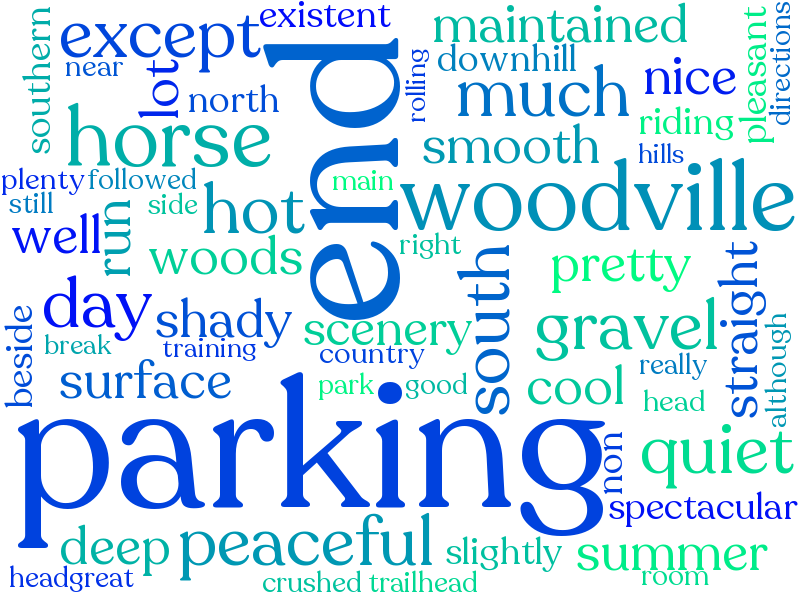 existent
except
maintained
southern
near
lot
north
end
rolling
downhill
much
nice
pleasant
directions
horse
smooth
riding
hills
plenty
followed
main
still
side
hot
woodville
well
run
woods
right
pretty
day
shady
scenery
south
gravel
straight
beside
break
training
country
really
although
surface
park
good
cool
head
parking
non
quiet
spectacular
deep
peaceful
slightly
summer
headgreat
crushed
trailhead
room